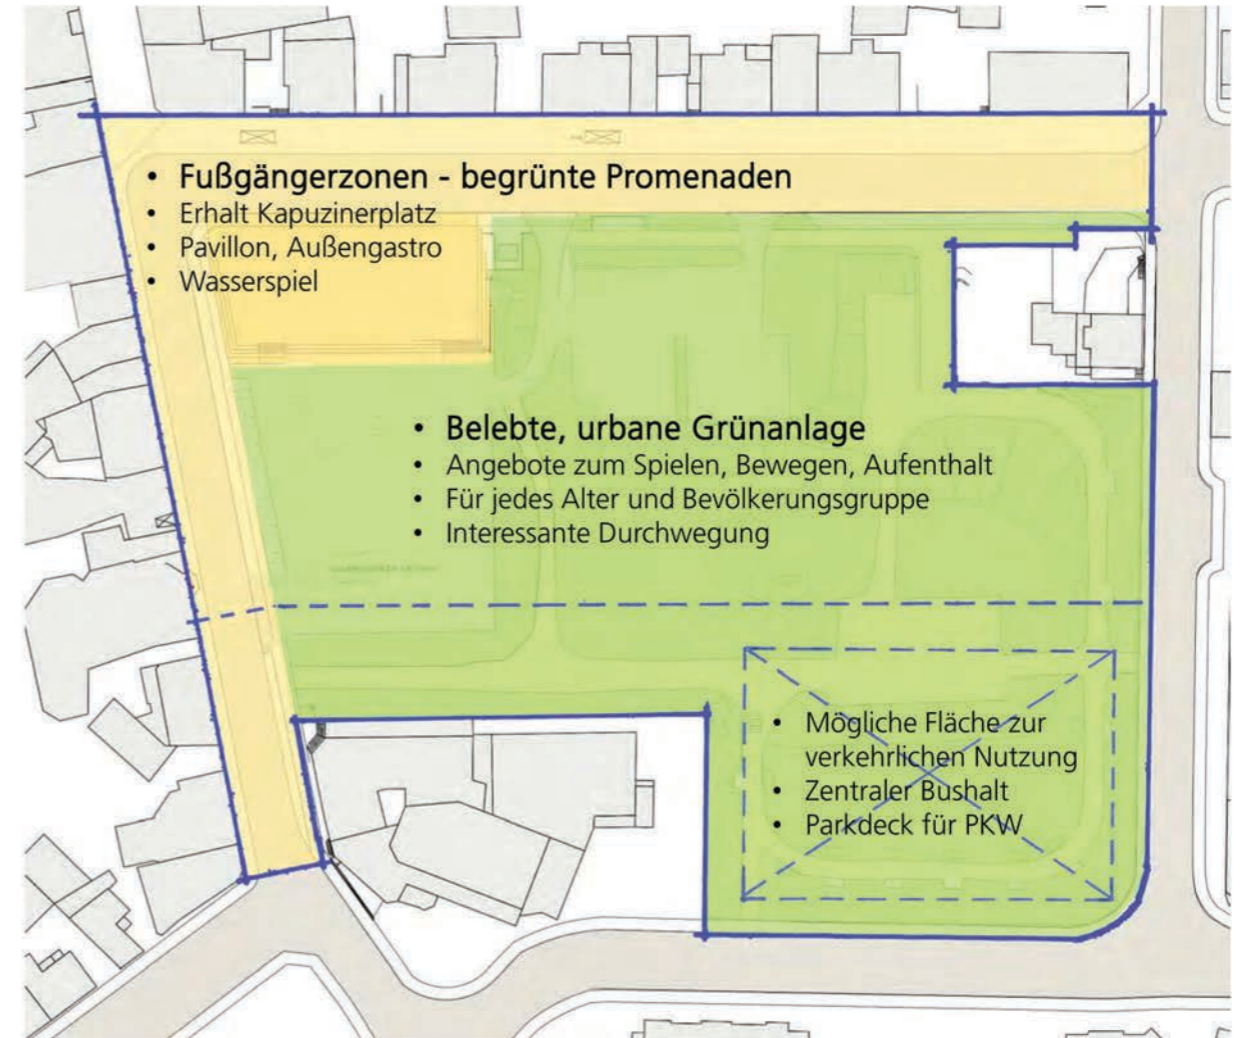 • Fußgängerzonen - begrünte Promenaden
• Erhalt Kapuzinerplatz
• Pavillon, Außengastro
• Wasserspiel
• Belebte, urbane Grünanlage
• Angebote zum Spielen, Bewegen, Aufenthalt
• Für jedes Alter und Bevölkerungsgruppe
• Interessante Durchwegung
• Mögliche Fläche zur
verkehrlichen Nutzung
• Zentraler Bushalt
• Parkdeck für PKW